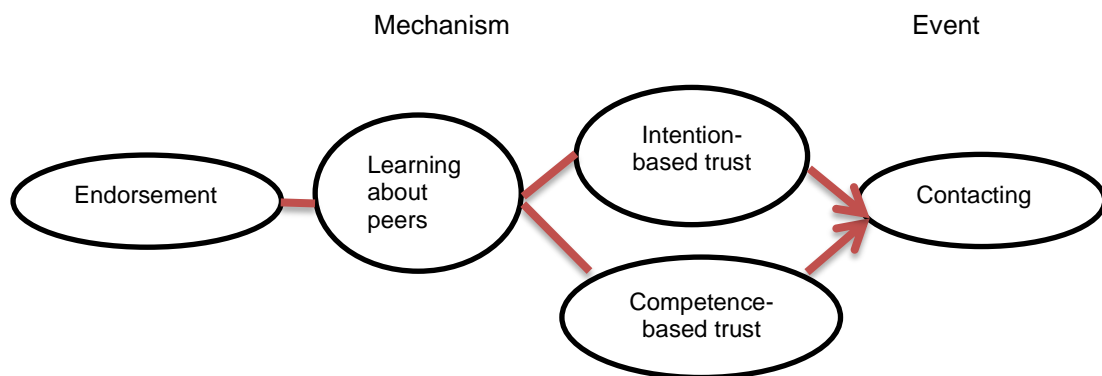 Mechanism
Event
Endorsement
Learning
about
peers
Intention-
based trust
Competence-
based trust
Contacting